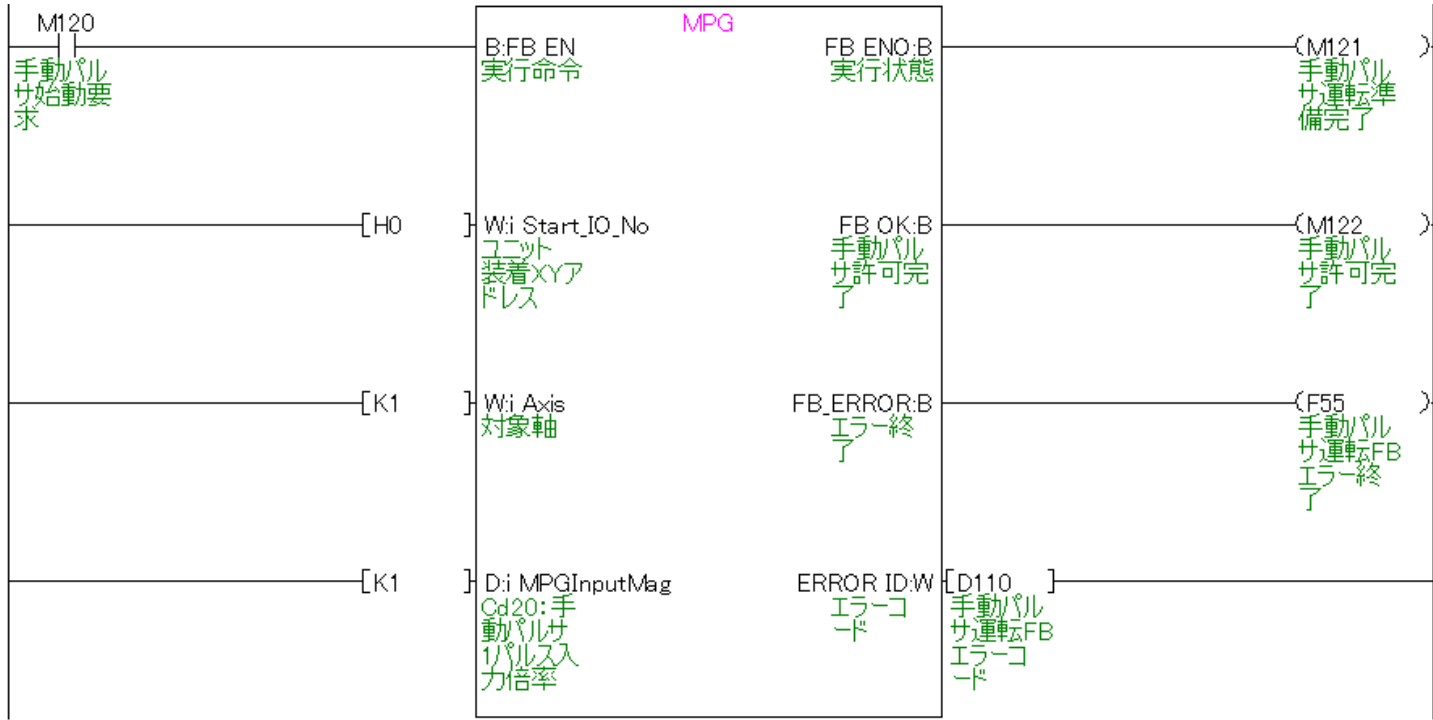 MPG
M120
手動パル
サ始動要
求
B:FB_EN
実行命令
FB_ENO:B
実行状態
(M121 )
手動パル
サ運転準
備完了
[H0 ]
W:i_Start_IO_No
ユニット
装着XYア
ドレス
FB_OK:B
手動パル
サ許可完
了
(M122 )
手動パル
サ許可完
了
[K1 ]
W:i_Axis
対象軸
FB_ERROR:B
エラー終
了
(F55 )
手動パル
サ運転FB
エラー終
了
[K1 ]
D:i_MPGInputMag
Cd20:手
動パルサ
1パルス入
力倍率
ERROR_ID:W
エラーコ
ード
[D110 ]
手動パル
サ運転FB
エラーコ
ード